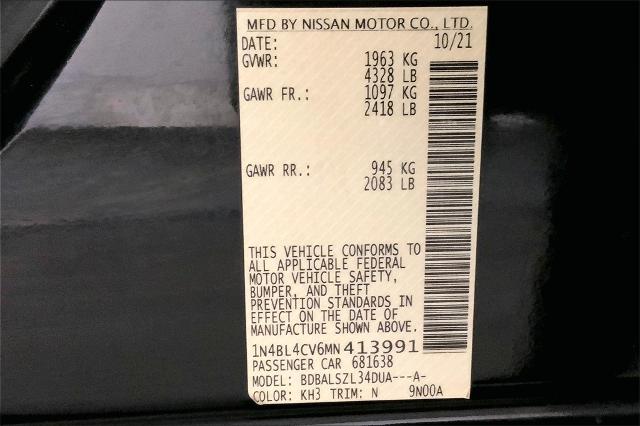 MFD BY NISSAN MOTOR CO., LTD.
DATE: 10/21
GVWR: 1963 KG
4328 LB
GAWR FR.: 1097 KG
2418 LB
GAWR RR.: 945 KG
2083 LB
THIS VEHICLE CONFORMS TO
ALL APPLICABLE FEDERAL
MOTOR VEHICLE SAFETY,
BUMPER, AND THEFT
PREVENTION STANDARDS IN
EFFECT ON THE DATE OF
MANUFACTURE SHOWN ABOVE.
1N4BL4CV6MN413991
PASSENGER CAR 681638
MODEL: BDBALSZL34DUA---A-
COLOR: KH3 TRIM: N 9N00A